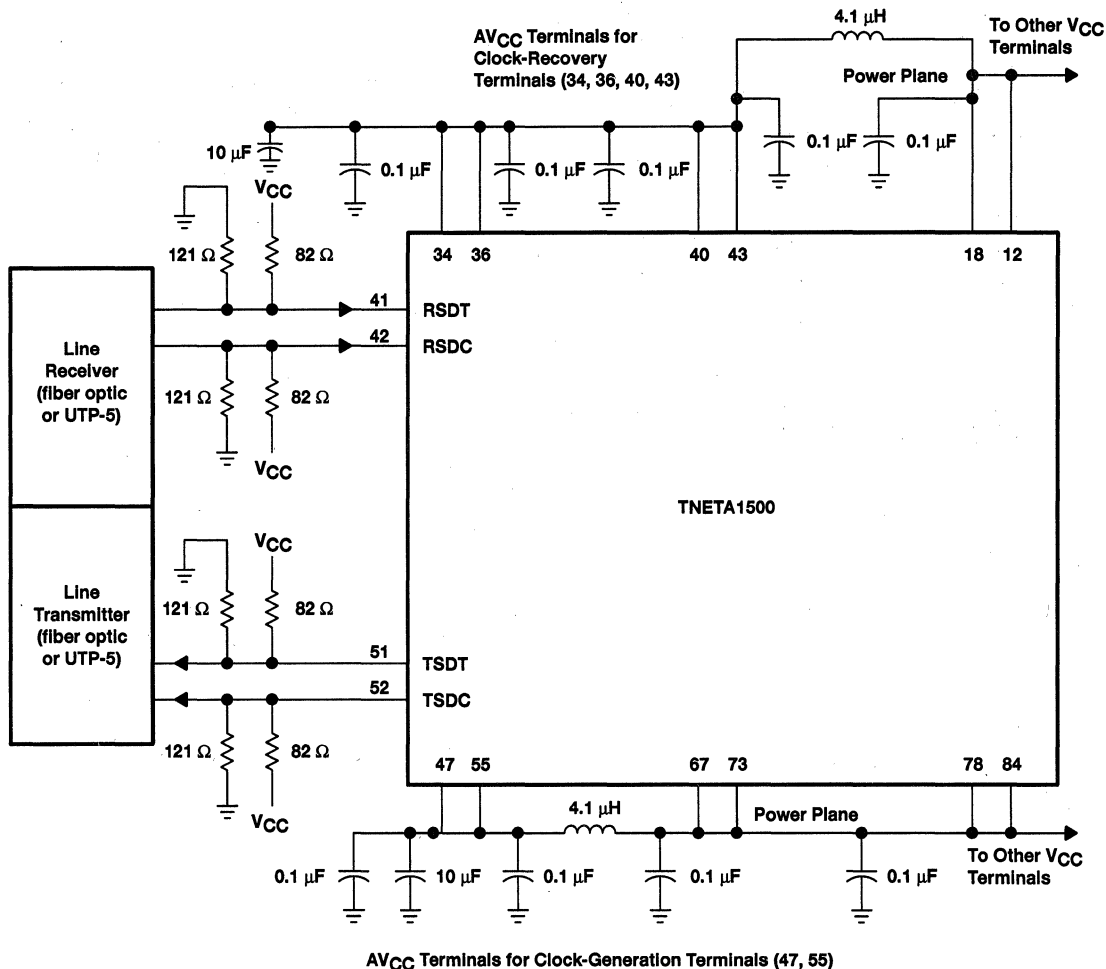 4.1 μH
To Other VCC
Terminals
AVCC Terminals for
Clock-Recovery
Terminals (34, 36, 40, 43)
Power Plane
10 μF
0.1 μF
0.1 μF
0.1 μF
0.1 μF
0.1 μF
VCC
121 Ω
82 Ω
34
36
40
43
18
12
41
RSDT
42
RSDC
Line
Receiver
(fiber optic
or UTP-5)
121 Ω
82 Ω
VCC
TNETA1500
VCC
121 Ω
82 Ω
Line
Transmitter
(fiber optic
or UTP-5)
51
TSDT
52
TSDC
121 Ω
82 Ω
VCC
47
55
67
73
78
84
4.1 μH
Power Plane
0.1 μF
10 μF
0.1 μF
0.1 μF
0.1 μF
To Other VCC
Terminals
AVCC Terminals for Clock-Generation Terminals (47, 55)